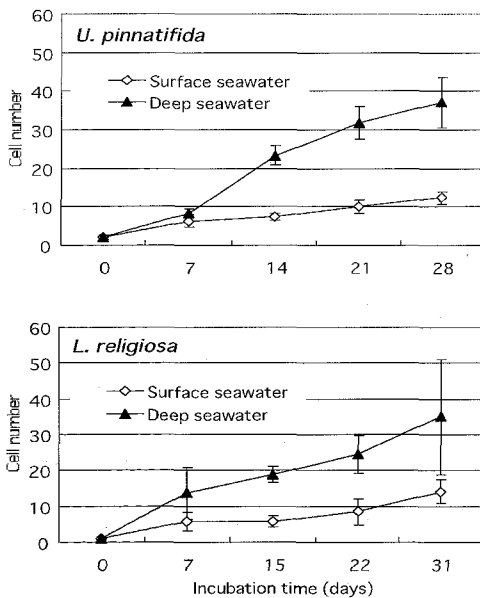 60
U. pinnatifida
50
Surface seawater
40
Deep seawater
30
20
10
0
Cell number
0 7 14 21 28
60
L. religiosa
50
40
Surface seawater
Deep seawater
30
20
10
0
Cell number
0 7 15 22 31
Incubation time (days)